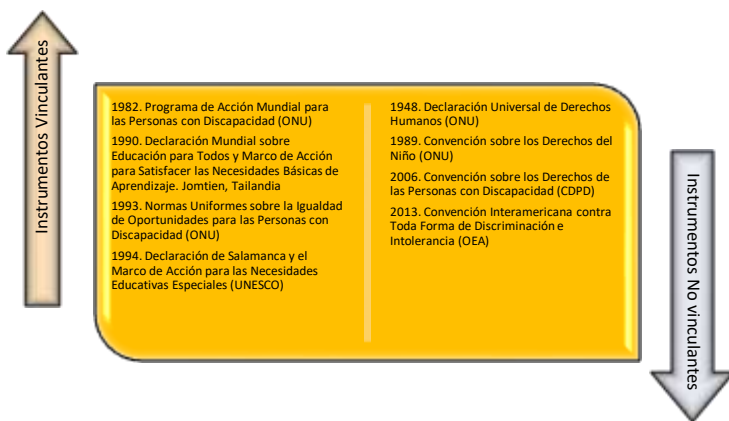 Instrumentos Vinculantes
1982. Programa de Acción Mundial para
las Personas con Discapacidad (ONU)
1990. Declaración Mundial sobre
Educación para Todos y Marco de Acción
para Satisfacer las Necesidades Básicas de
Aprendizaje. Jomtien, Tailandia
1993. Normas Uniformes sobre la Igualdad
de Oportunidades para las Personas con
Discapacidad (ONU)
1994. Declaración de Salamanca y el
Marco de Acción para las Necesidades
Educativas Especiales (UNESCO)
1948. Declaración Universal de Derechos
Humanos (ONU)
1989. Convención sobre los Derechos del
Niño (ONU)
2006. Convención sobre los Derechos de
las Personas con Discapacidad (CDPD)
2013. Convención Interamericana contra
Toda Forma de Discriminación e
Intolerancia (OEA)
Instrumentos No vinculantes